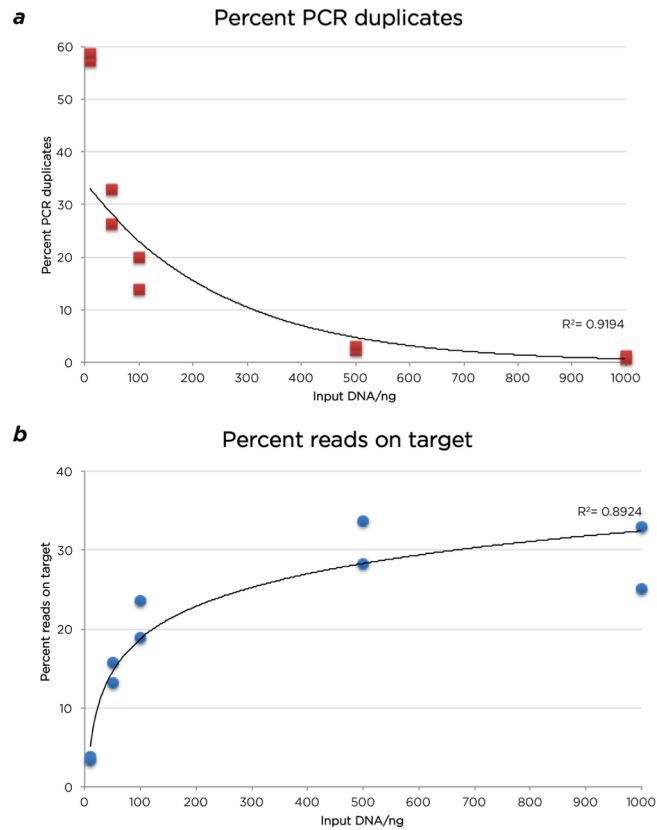 a
Percent PCR duplicates
60
50
40
30
20
10
0
Percent PCR duplicates
R²= 0.9194
0 100 200 300 400 500 600 700 800 900 1000
Input DNA/ng
b
Percent reads on target
40
30
20
10
0
Percent reads on target
R²= 0.8924
0 100 200 300 400 500 600 700 800 900 1000
Input DNA/ng